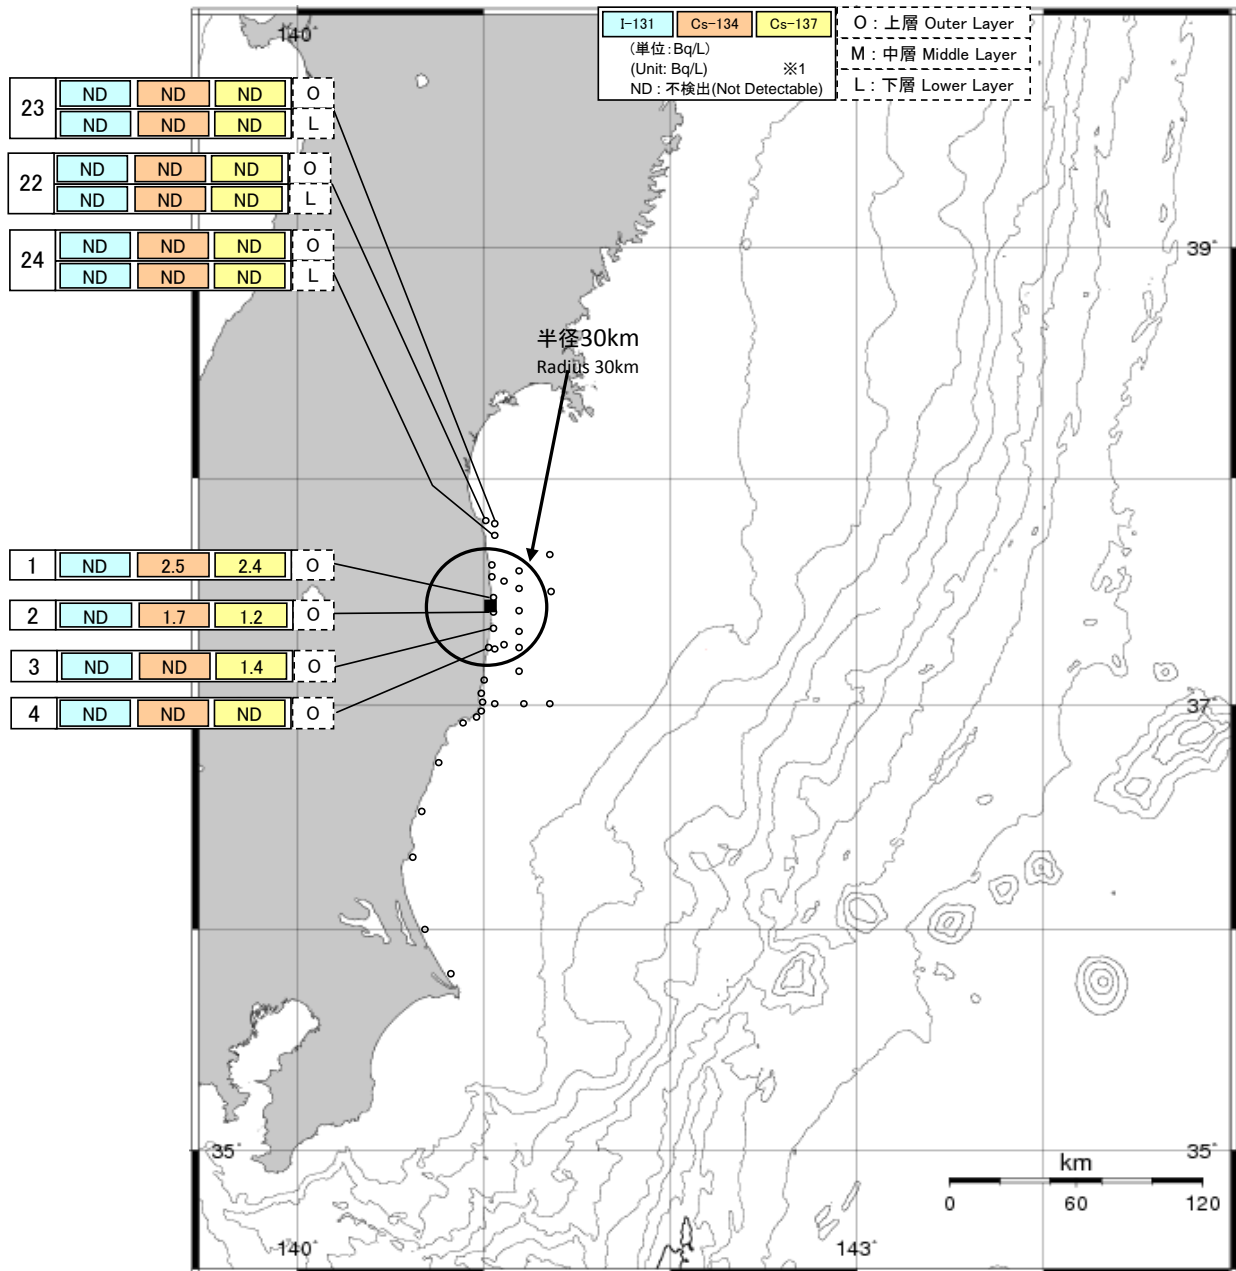 140°
I-131 Cs-134 Cs-137
(単位:Bq/L)
(Unit: Bq/L) ※1
ND : 不検出(Not Detectable)
O : 上層 Outer Layer
M : 中層 Middle Layer
L : 下層 Lower Layer
23 ND ND ND O
ND ND ND L
22 ND ND ND O
ND ND ND L
24 ND ND ND O
ND ND ND L
39°
半径30km
Radius 30km
1 ND 2.5 2.4 O
2 ND 1.7 1.2 O
3 ND ND 1.4 O
4 ND ND ND O
37°
35°
35°
km
0 60 120
140°
143°